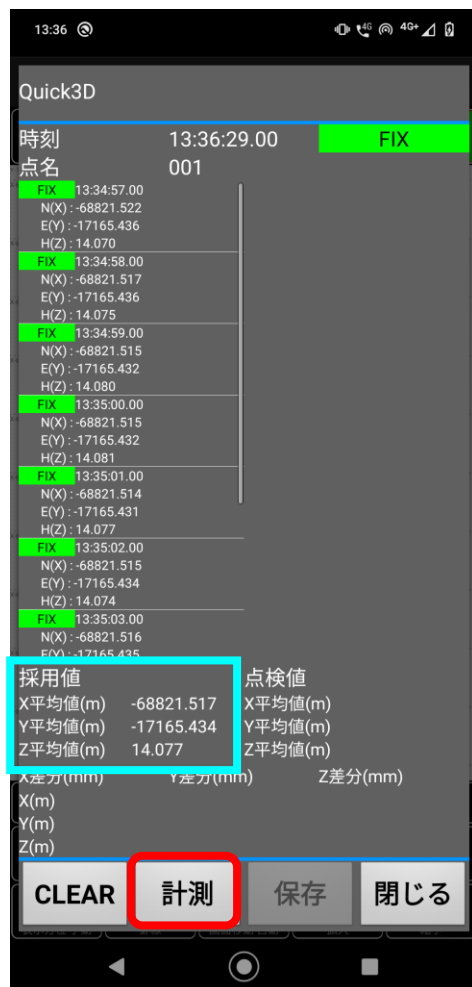 13:36 4G 4G+
Quick3D
時刻 13:36:29.00 FIX
点名 001
FIX 13:34:57.00
N(X) : -68821.522
E(Y) : -17165.436
H(Z) : 14.070
FIX 13:34:58.00
N(X) : -68821.517
E(Y) : -17165.436
H(Z) : 14.075
FIX 13:34:59.00
N(X) : -68821.515
E(Y) : -17165.432
H(Z) : 14.080
FIX 13:35:00.00
N(X) : -68821.515
E(Y) : -17165.432
H(Z) : 14.081
FIX 13:35:01.00
N(X) : -68821.514
E(Y) : -17165.431
H(Z) : 14.077
FIX 13:35:02.00
N(X) : -68821.515
E(Y) : -17165.434
H(Z) : 14.074
FIX 13:35:03.00
N(X) : -68821.516
E(Y) : -17165.435
採用値 点検値
X平均値(m) -68821.517 X平均値(m)
Y平均値(m) -17165.434 Y平均値(m)
Z平均値(m) 14.077 Z平均値(m)
X差分(mm) Y差分(mm) Z差分(mm)
X(m)
Y(m)
Z(m)
CLEAR 計測 保存 閉じる